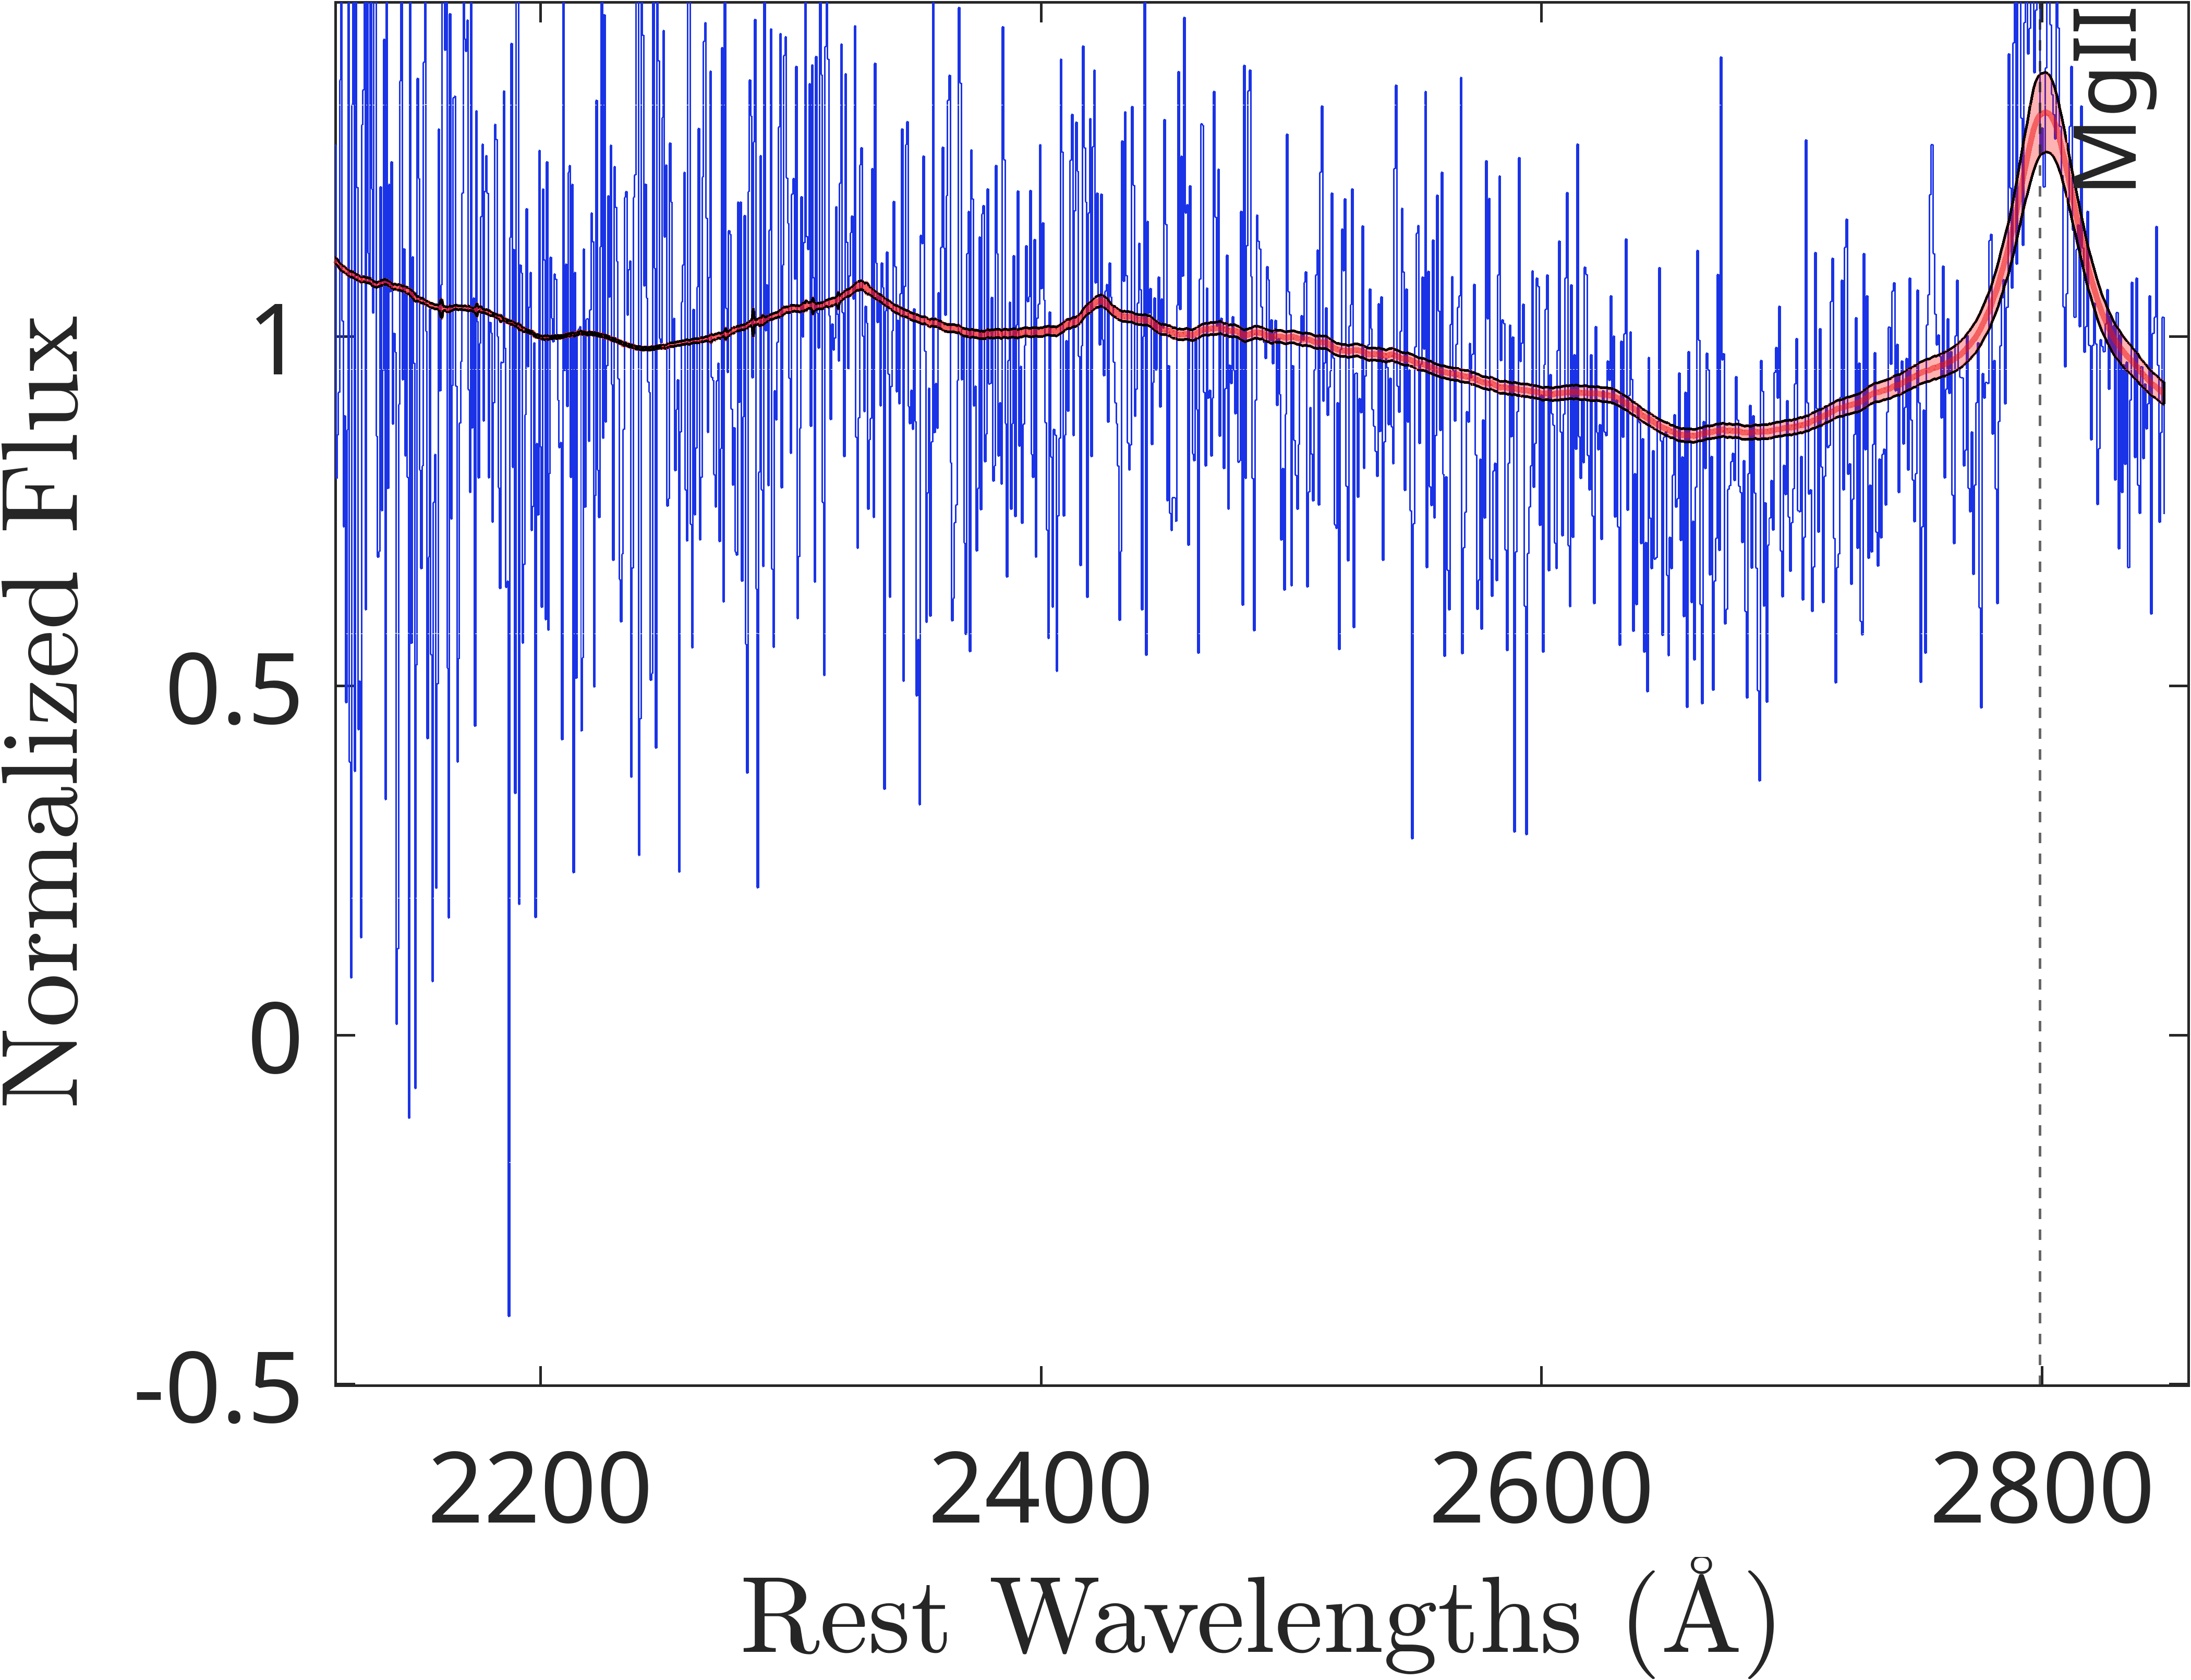 MgII
Normalized Flux
1
0.5
0
-0.5
2200 2400 2600 2800
Rest Wavelengths (Å)